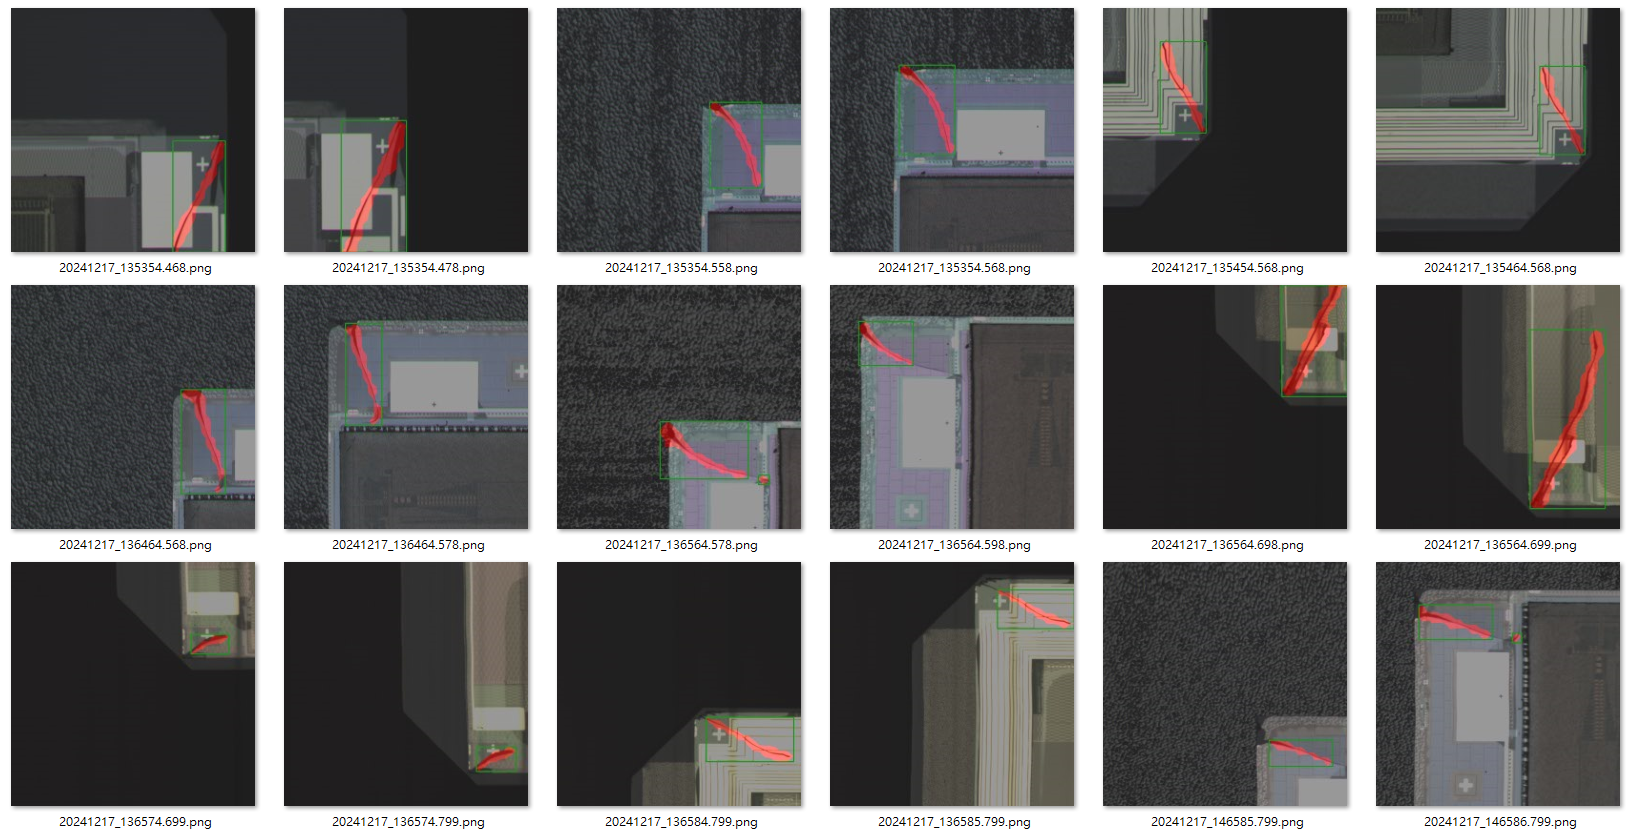 20241217_135354.468.png
20241217_135354.478.png
20241217_135354.558.png
20241217_135354.568.png
20241217_135454.568.png
20241217_135464.568.png
20241217_136464.568.png
20241217_136464.578.png
20241217_136564.578.png
20241217_136564.598.png
20241217_136564.698.png
20241217_136564.699.png
20241217_136574.699.png
20241217_136574.799.png
20241217_136584.799.png
20241217_136585.799.png
20241217_146585.799.png
20241217_146586.799.png